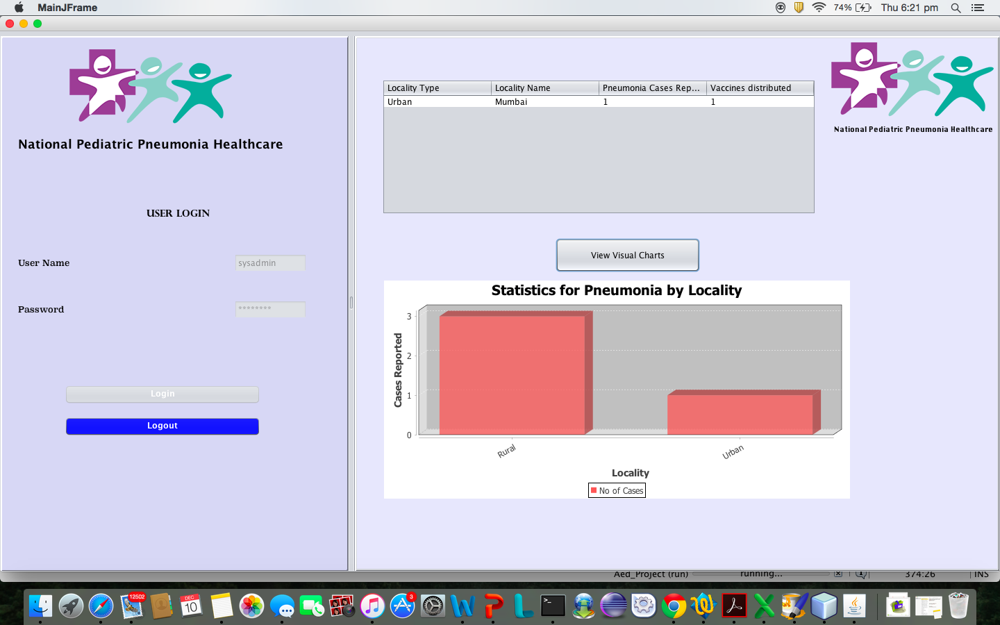 MainJFrame
74%
Thu 6:21 pm
National Pediatric Pneumonia Healthcare
USER LOGIN
User Name
sysadmin
Password
********
Login
Logout
Locality Type
Locality Name
Pneumonia Cases Rep...
Vaccines distributed
Urban
Mumbai
1
1
National Pediatric Pneumonia Healthcare
View Visual Charts
Statistics for Pneumonia by Locality
Cases Reported
3
2
1
0
Rural
Urban
Locality
No of Cases
Aed_Project (run)
running...
374:26
INS
12502
DEC
10
3